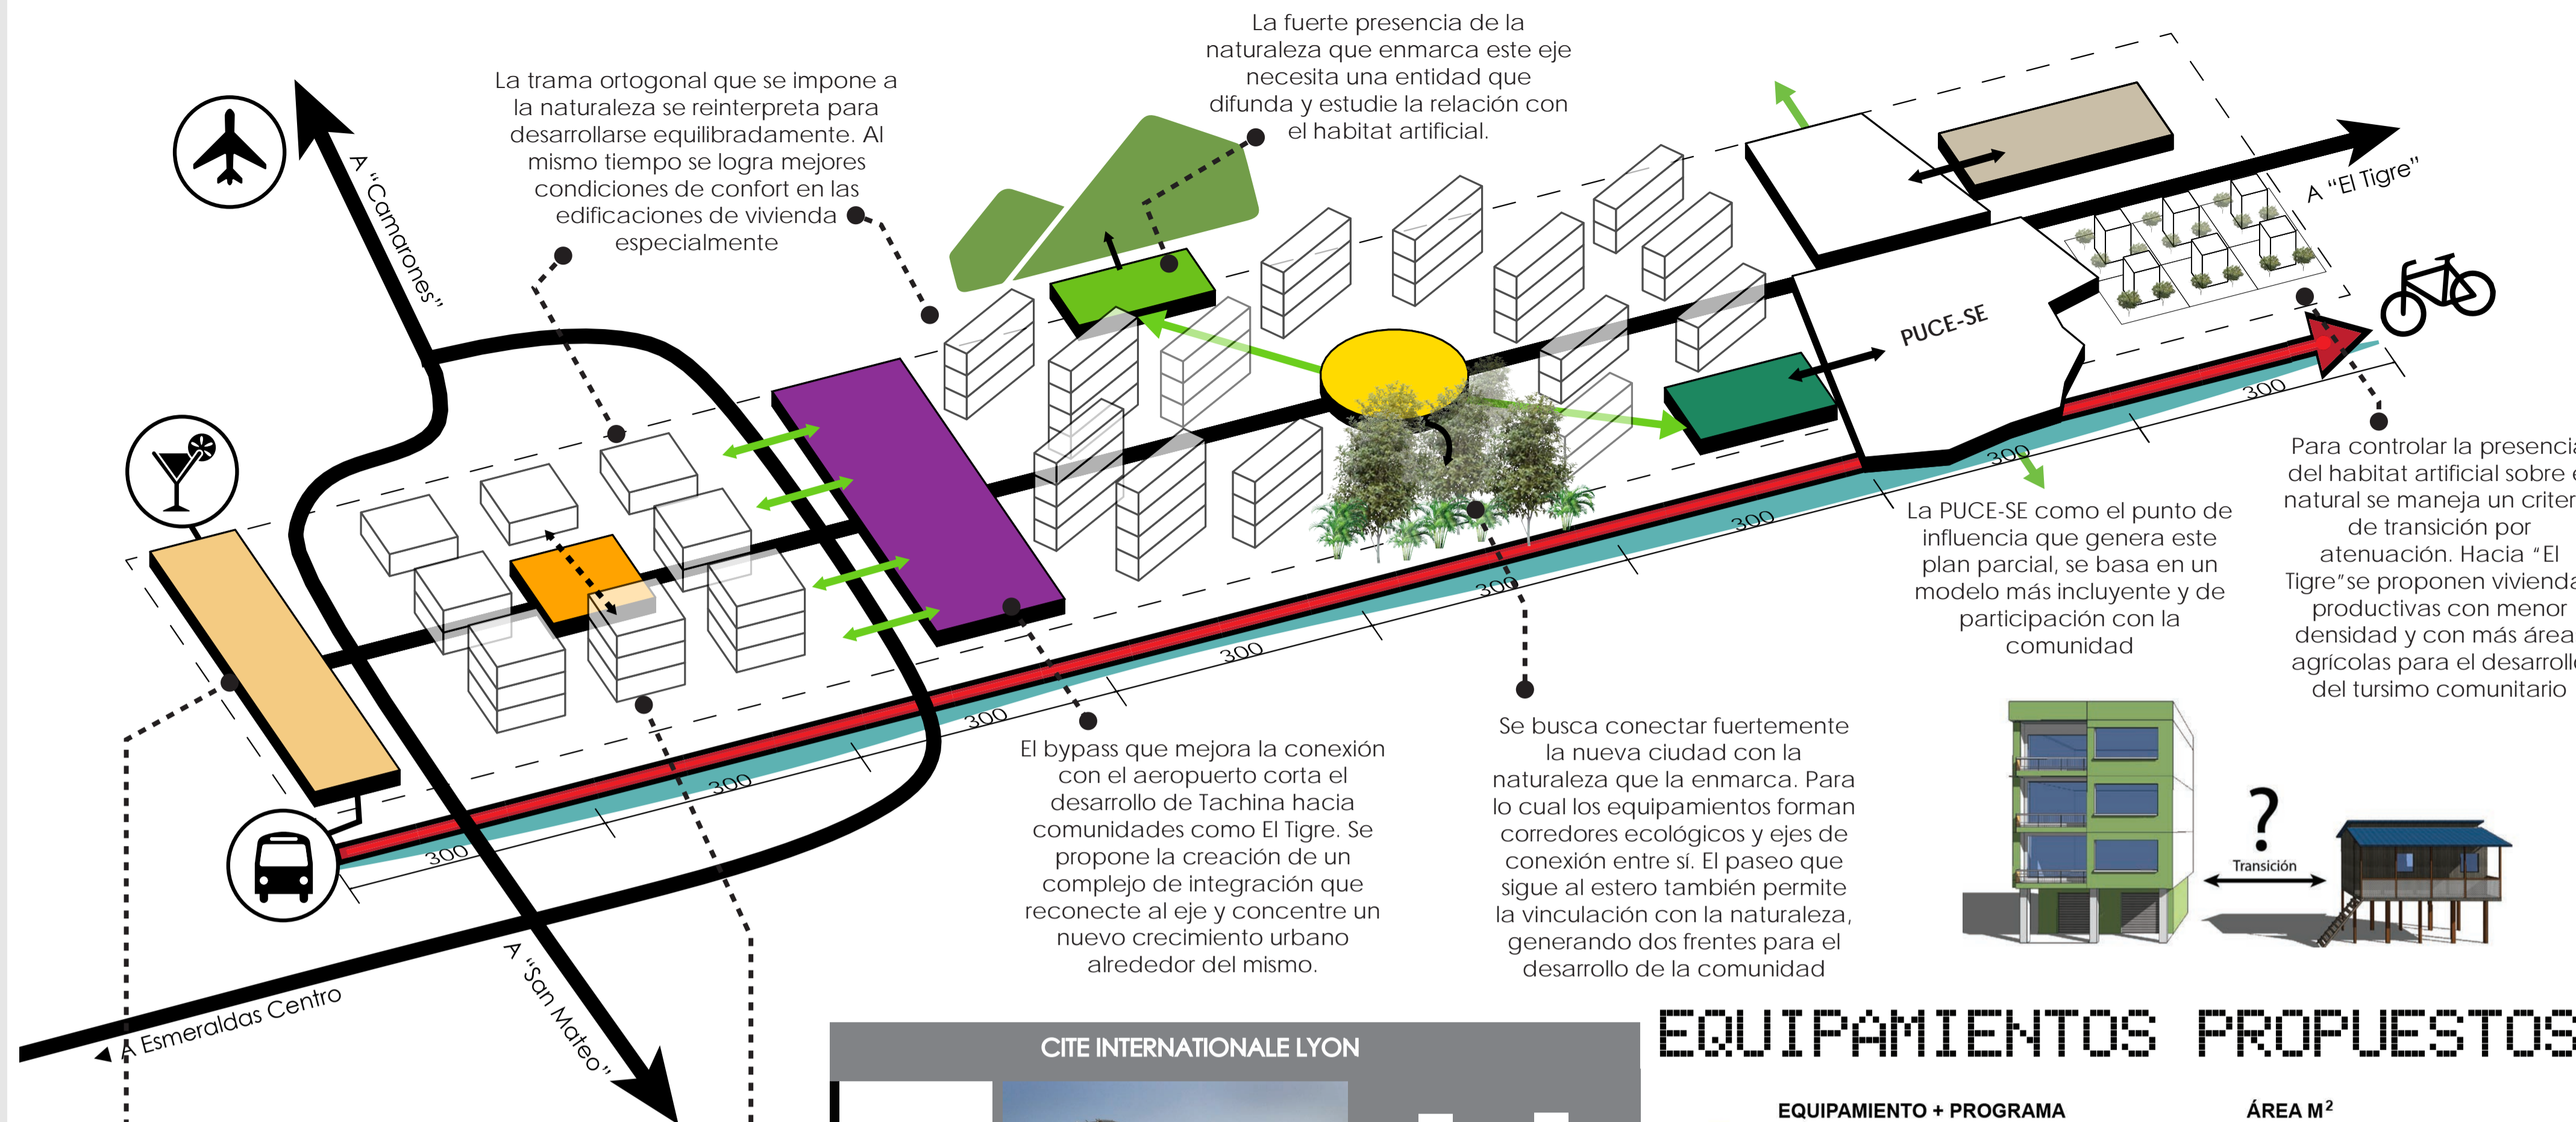 La fuerte presencia de la
naturaleza que enmarca este eje
necesita una entidad que
difunda y estudie la relación con
el habitat artificial.
La trama ortogonal que se impone a
la naturaleza se reinterpreta para
desarrollarse equilibradamente. Al
mismo tiempo se logra mejores
condiciones de confort en las
edificaciones de vivienda
especialmente
A "Camarones"
A "El Tigre"
PUCE-SE
300
300
300
300
300
300
300
300
Para controlar la presencia
del habitat artificial sobre e
natural se maneja un criter
de transición por
atenuación. Hacia "El
Tigre"se proponen vivienda
productivas con menor
densidad y con más área
agrícolas para el desarroll
del tursimo comunitario
La PUCE-SE como el punto de
influencia que genera este
plan parcial, se basa en un
modelo más incluyente y de
participación con la
comunidad
El bypass que mejora la conexión
con el aeropuerto corta el
desarrollo de Tachina hacia
comunidades como El Tigre. Se
propone la creación de un
complejo de integración que
reconecte al eje y concentre un
nuevo crecimiento urbano
alrededor del mismo.
Se busca conectar fuertemente
la nueva ciudad con la
naturaleza que la enmarca. Para
lo cual los equipamientos forman
corredores ecológicos y ejes de
conexión entre sí. El paseo que
sigue al estero también permite
la vinculación con la naturaleza,
generando dos frentes para el
desarrollo de la comunidad
?
Transición
A Esmeraldas Centro
A "San Mateo"
CITE INTERNATIONALE LYON
EQUIPAMIENTOS PROPUESTOS
EQUIPAMIENTO + PROGRAMA
ÁREA M²